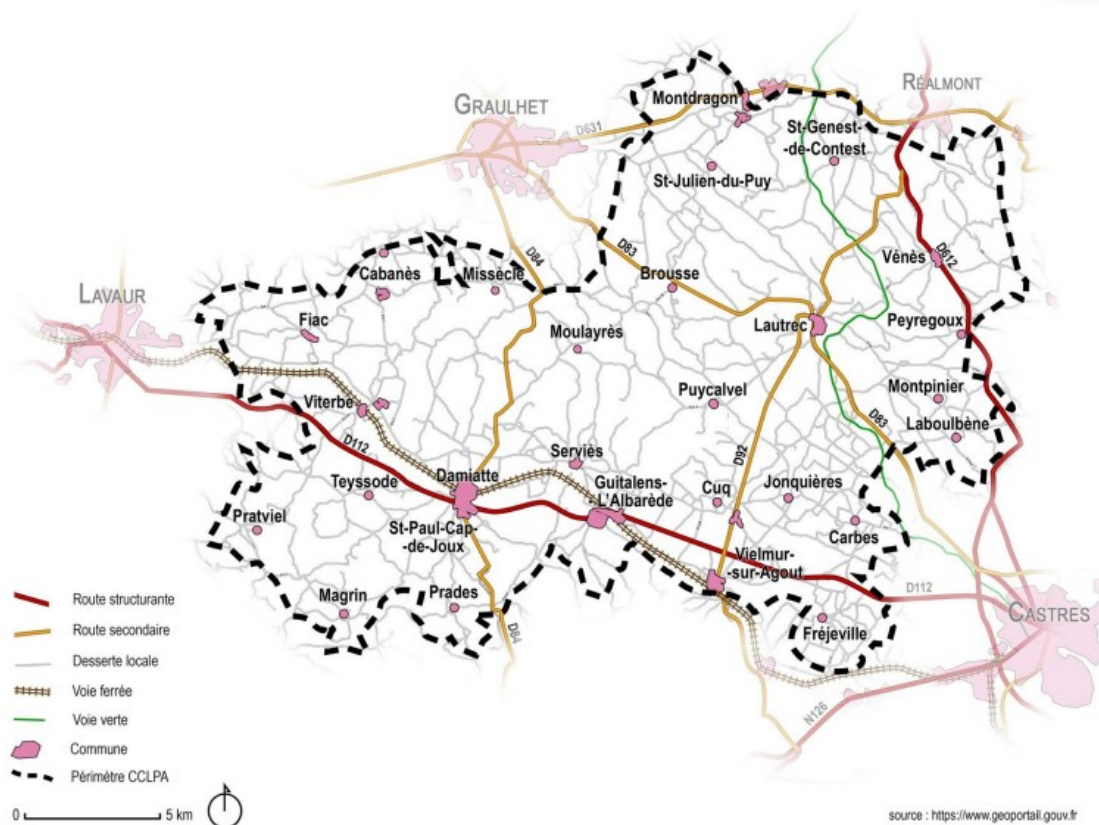 RÉALMONT
Montdragon
GRAULHET
D631
St-Genest-
-de-Contest
St-Julien-du-Puy
D83
D84
Vénès
D612
Cabanès
Missècle
Brousse
LAVAUR
Fiac
Lautrec
Peyregoux
Moulayrès
Montpinier
Puycalvel
Viterbe
D83
Laboulbène
D112
D92
Serviès
Damiatte
Guitalens-
-L'Albarède
Teyssode
Cuq
Jonquières
Pratviel
St-Paul-Cap-
-de-Joux
Carbes
Vielmur-
-sur-Agout
Magrin
Prades
D112
CASTRES
Fréjeville
D84
N126
Route structurante
Route secondaire
Desserte locale
Voie ferrée
Voie verte
Commune
Périmètre CCLPA
0 5 km
source : https://www.geoportail.gouv.fr